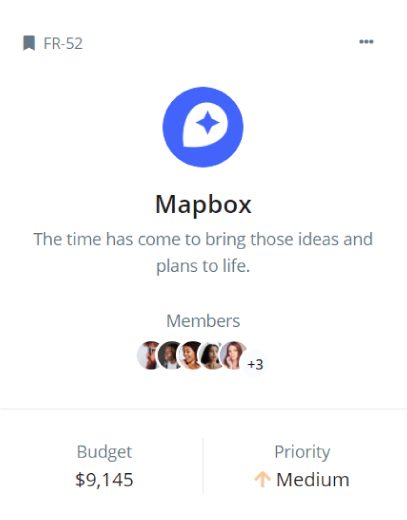 FR-52
Mapbox
The time has come to bring those ideas and
plans to life.
Members
+3
Budget
Priority
$9,145
Medium